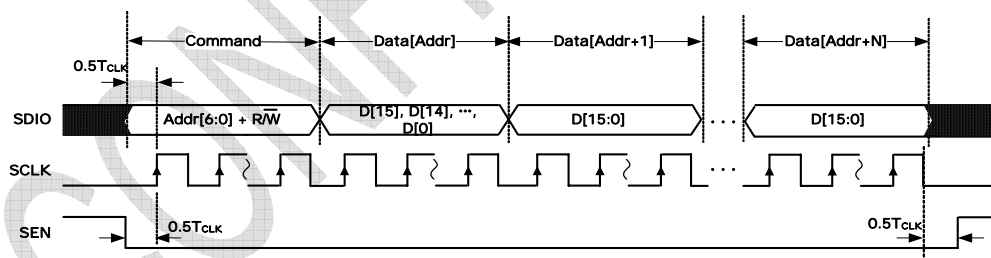 Command Data[Addr] Data[Addr+1] Data[Addr+N]
0.5TCLK
SDIO Addr[6:0] + R/W̅ D[15], D[14], ···, D[15:0] ··· D[15:0]
D[0]
SCLK ···
SEN 0.5TCLK 0.5TCLK
CONF